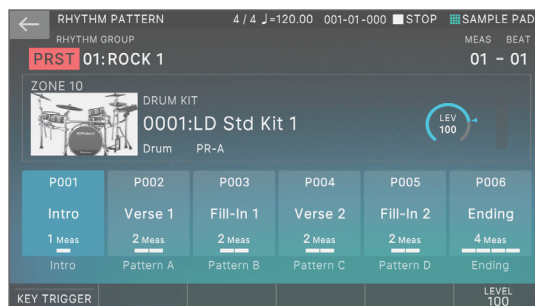 RHYTHM PATTERN 4 / 4 ♩=120.00 001-01-000 STOP SAMPLE PAD
RHYTHM GROUP MEAS BEAT
PRST 01:ROCK 1 01 – 01
ZONE 10
DRUM KIT
0001:LD Std Kit 1
Drum PR-A
LEV
100
P001 P002 P003 P004 P005 P006
Intro Verse 1 Fill-In 1 Verse 2 Fill-In 2 Ending
1 Meas 2 Meas 2 Meas 2 Meas 2 Meas 4 Meas
Intro Pattern A Pattern B Pattern C Pattern D Ending
KEY TRIGGER LEVEL
100